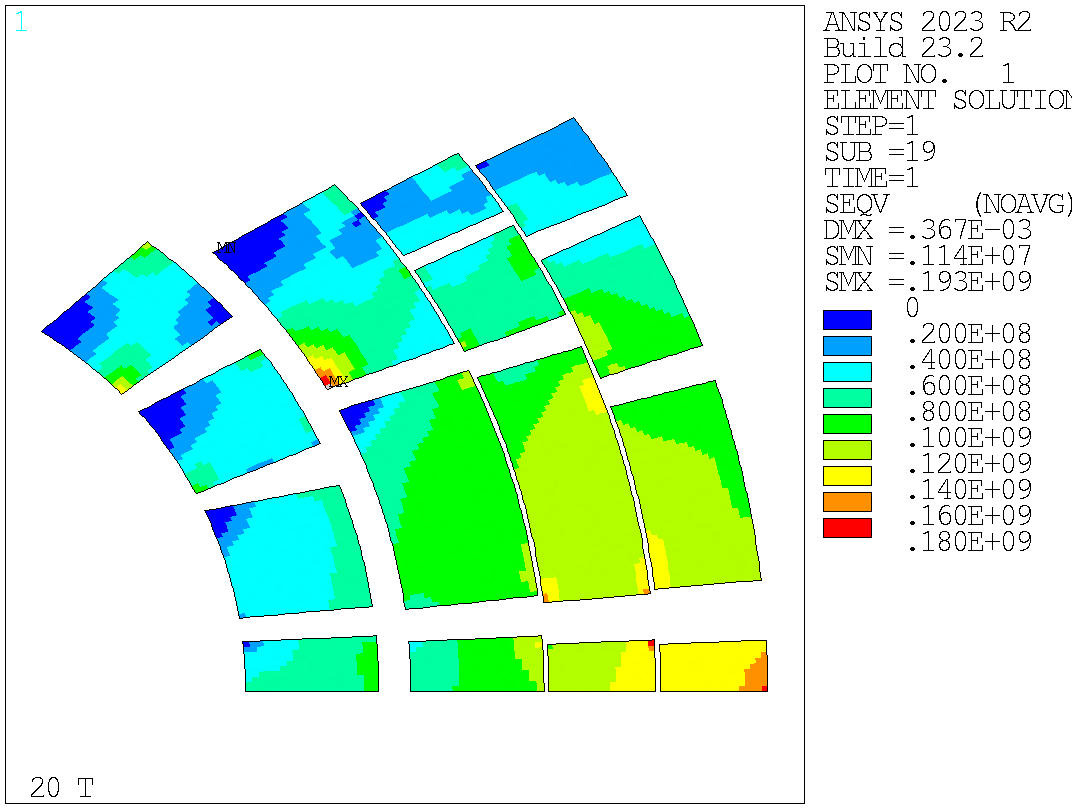 1
ANSYS 2023 R2
Build 23.2
PLOT NO.   1
ELEMENT SOLUTION
STEP=1
SUB =19
TIME=1
SEQV     (NOAVG)
DMX =.367E-03
SMN =.114E+07
SMX =.193E+09
0
.200E+08
.400E+08
.600E+08
.800E+08
.100E+09
.120E+09
.140E+09
.160E+09
.180E+09
MN
MX
20 T